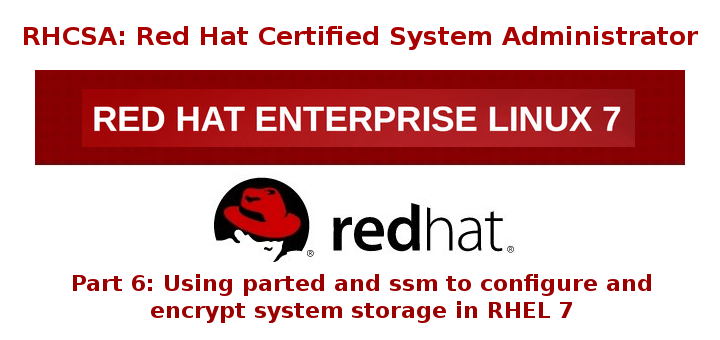 RHCSA: Red Hat Certified System Administrator
RED HAT ENTERPRISE LINUX 7
redhat®
Part 6: Using parted and ssm to configure and
encrypt system storage in RHEL 7